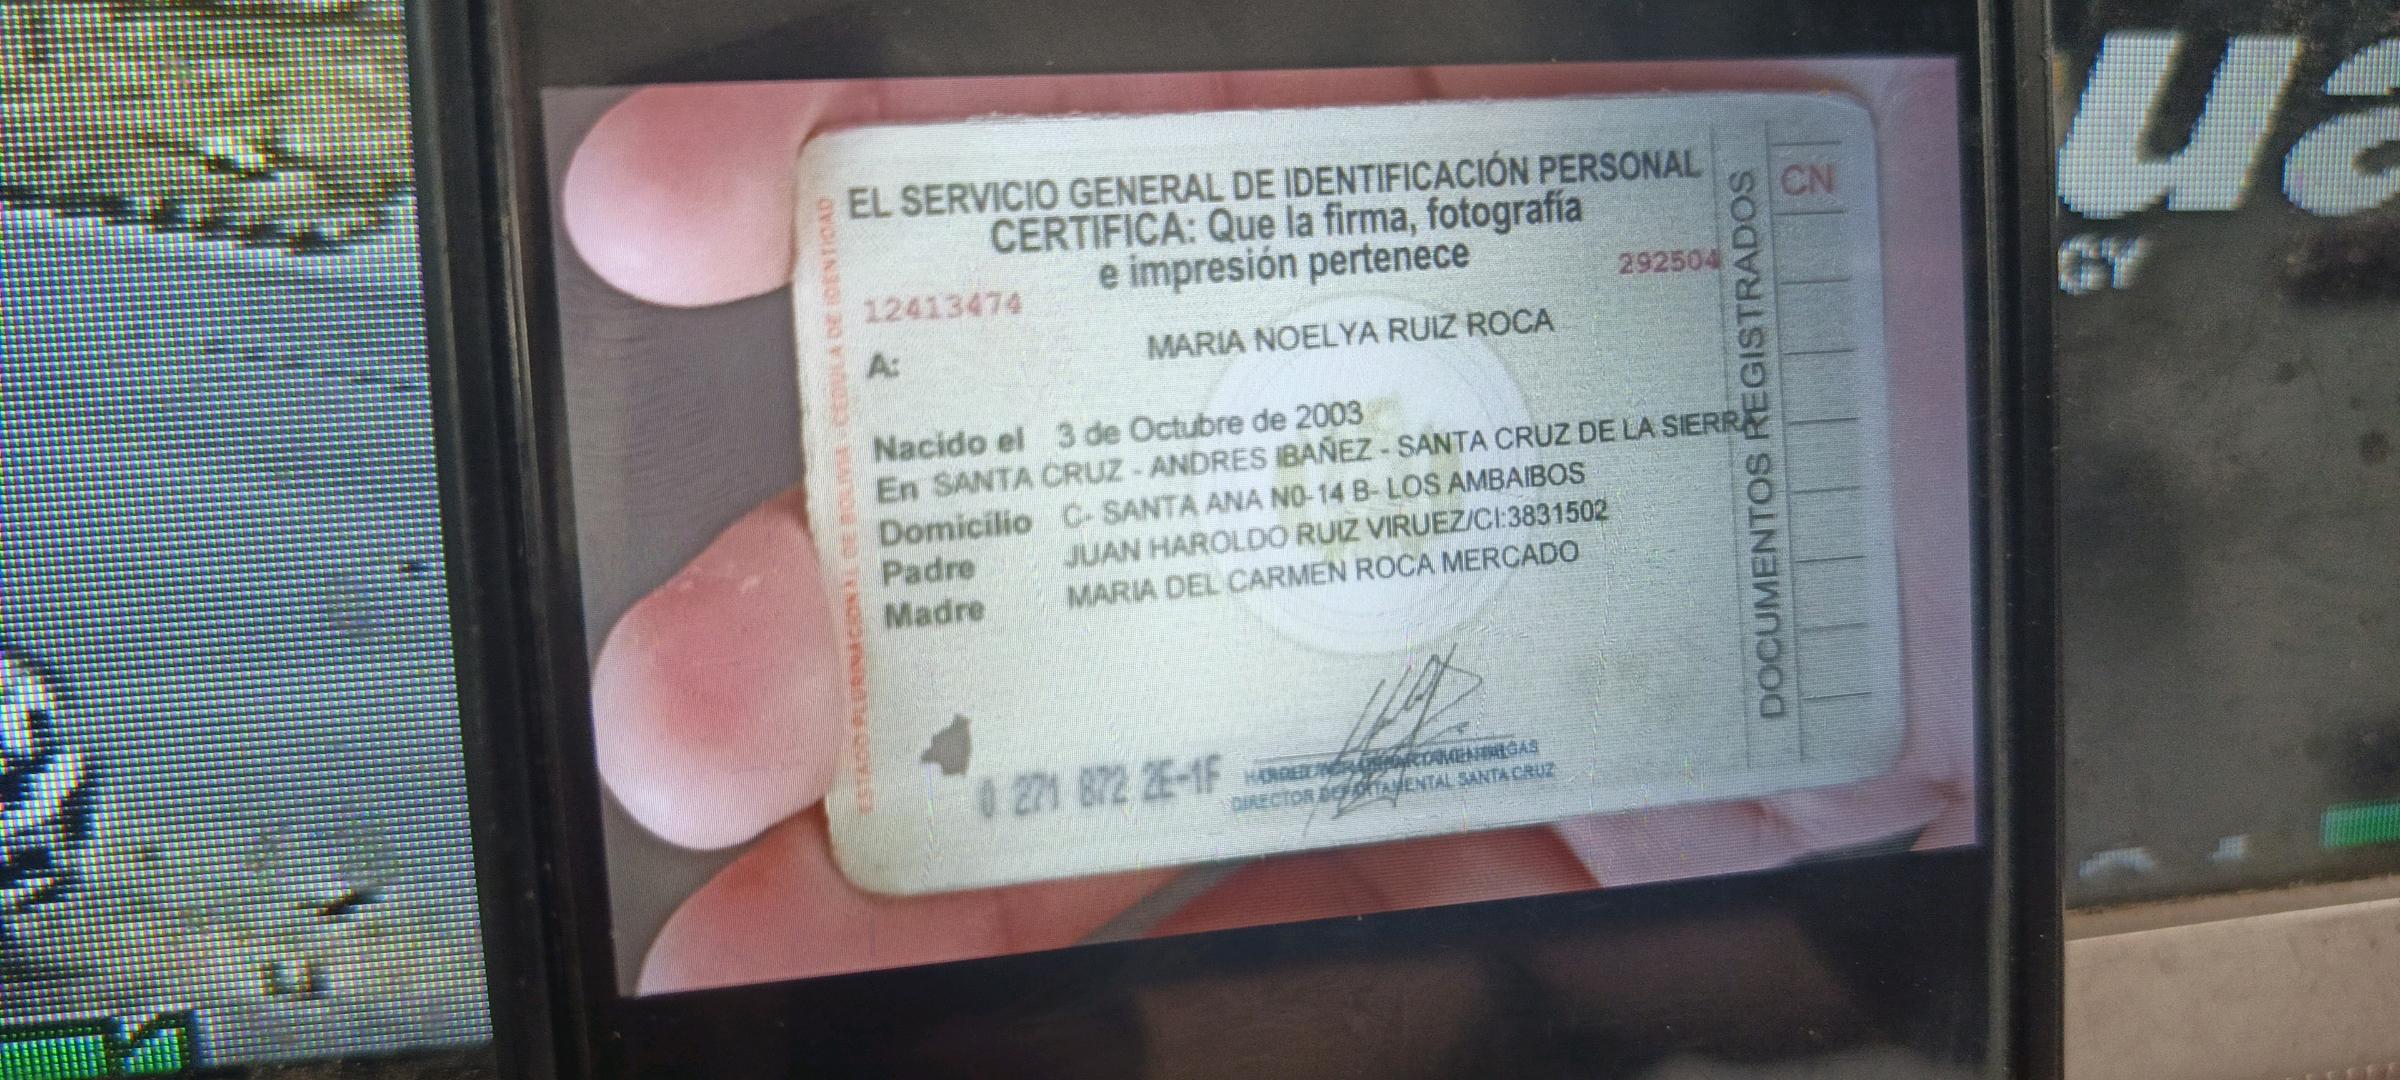 EL SERVICIO GENERAL DE IDENTIFICACIÓN PERSONAL
CERTIFICA: Que la firma, fotografía
e impresión pertenece
12413474
292504
A: MARIA NOELYA RUIZ ROCA
Nacido el 3 de Octubre de 2003
En SANTA CRUZ - ANDRES IBAÑEZ - SANTA CRUZ DE LA SIERRA
Domicilio C- SANTA ANA N0-14 B- LOS AMBAIBOS
Padre JUAN HAROLDO RUIZ VIRUEZ/CI:3831502
Madre MARIA DEL CARMEN ROCA MERCADO
0 271 872 2E-1F
DIRECTOR DEPARTAMENTAL SANTA CRUZ
ESTADO PLURINACIONAL DE BOLIVIA - CEDULA DE IDENTIDAD
DOCUMENTOS REGISTRADOS
CN
ua